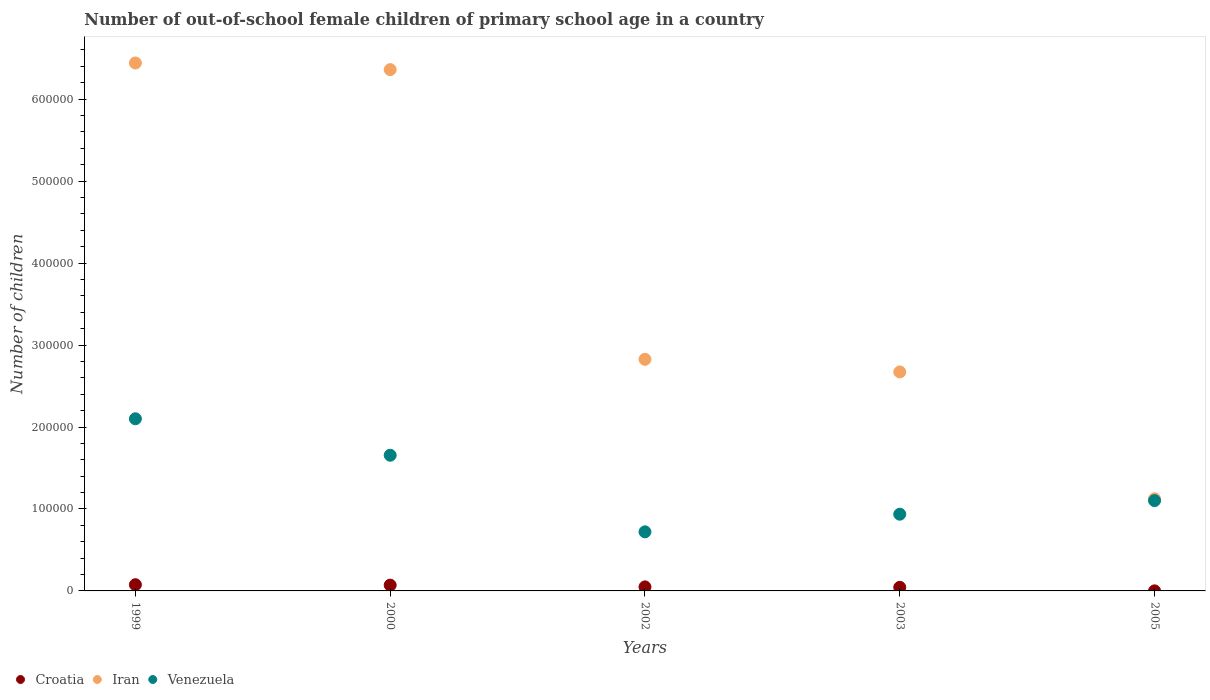 Number of out-of-school female children of primary school age in a country
Number of children
600000
500000
400000
300000
200000
100000
0
1999
2000
2002
2003
2005
Years
Croatia
Iran
Venezuela